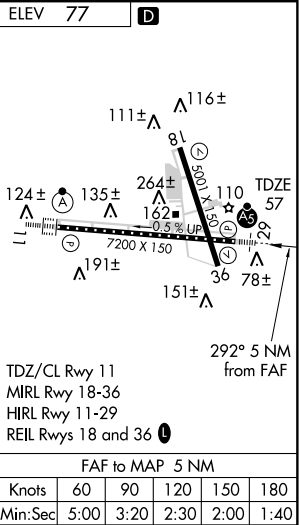 ELEV 77 D
116±
111±
18
V
5001 X 150
264±
110
TDZE
57
124±
A
135±
162
A5
0.5 % UP
P
29
11
P
7200 X 150
V
191±
36
78±
151±
292° 5 NM
from FAF
TDZ/CL Rwy 11
MIRL Rwy 18-36
HIRL Rwy 11-29
REIL Rwys 18 and 36 L
FAF to MAP 5 NM
Knots 60 90 120 150 180
Min:Sec 5:00 3:20 2:30 2:00 1:40